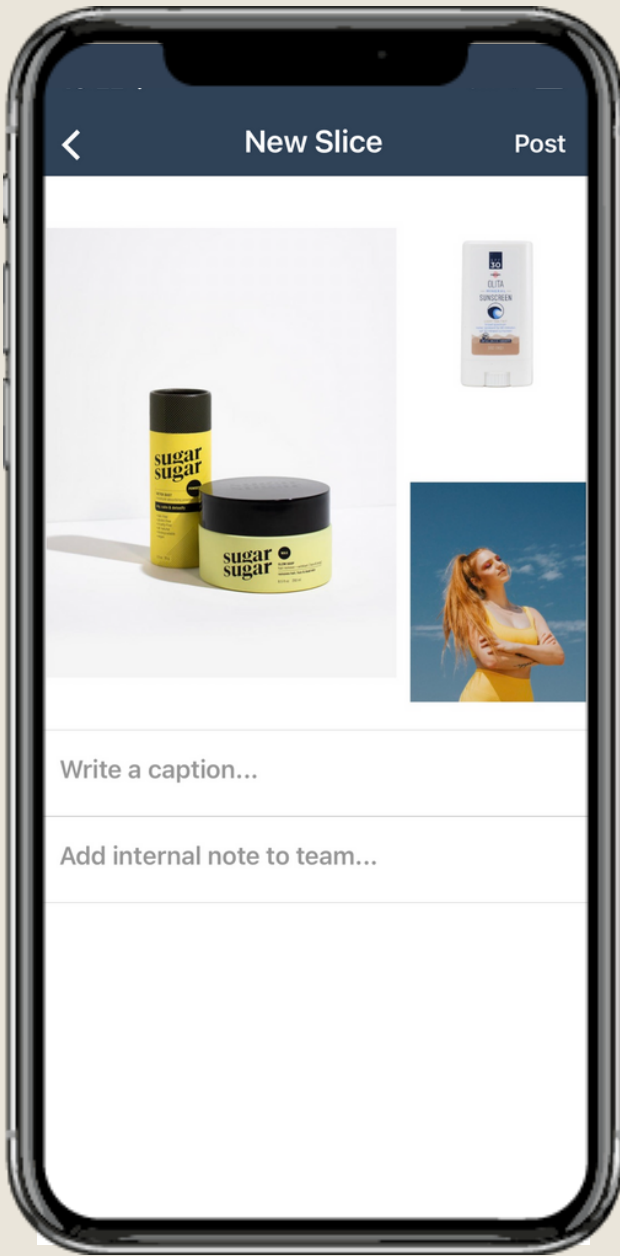 New Slice
Post
sugar
sugar
sugar
sugar
30
OLITA
SUNSCREEN
Write a caption...
Add internal note to team...